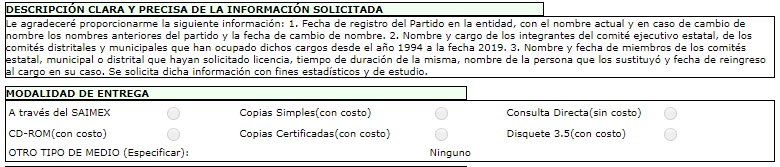 DESCRIPCIÓN CLARA Y PRECISA DE LA INFORMACIÓN SOLICITADA
Le agradeceré proporcionarme la siguiente información: 1. Fecha de registro del Partido en la entidad, con el nombre actual y en caso de cambio de
nombre los nombres anteriores del partido y la fecha de cambio de nombre. 2. Nombre y cargo de los integrantes del comité ejecutivo estatal, de los
comités distritales y municipales que han ocupado dichos cargos desde el año 1994 a la fecha 2019. 3. Nombre y fecha de miembros de los comités
estatal, municipal o distrital que hayan solicitado licencia, tiempo de duración de la misma, nombre de la persona que los sustituyó y fecha de reingreso
al cargo en su caso. Se solicita dicha información con fines estadísticos y de estudio.
MODALIDAD DE ENTREGA
A través del SAIMEX Copias Simples(con costo) Consulta Directa(sin costo)
CD-ROM(con costo) Copias Certificadas(con costo) Disquete 3.5(con costo)
OTRO TIPO DE MEDIO (Especificar): Ninguno